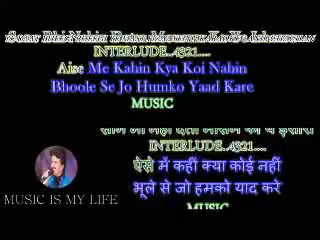 INTERLUDE..4321....
Aise Me Kahin Kya Koi Nahin
Bhoole Se Jo Humko Yaad Kare
MUSIC
INTERLUDE..4321....
ऐसे में कहीं क्या कोई नहीं
भूले से जो हमको याद करे
MUSIC
MUSIC IS MY LIFE